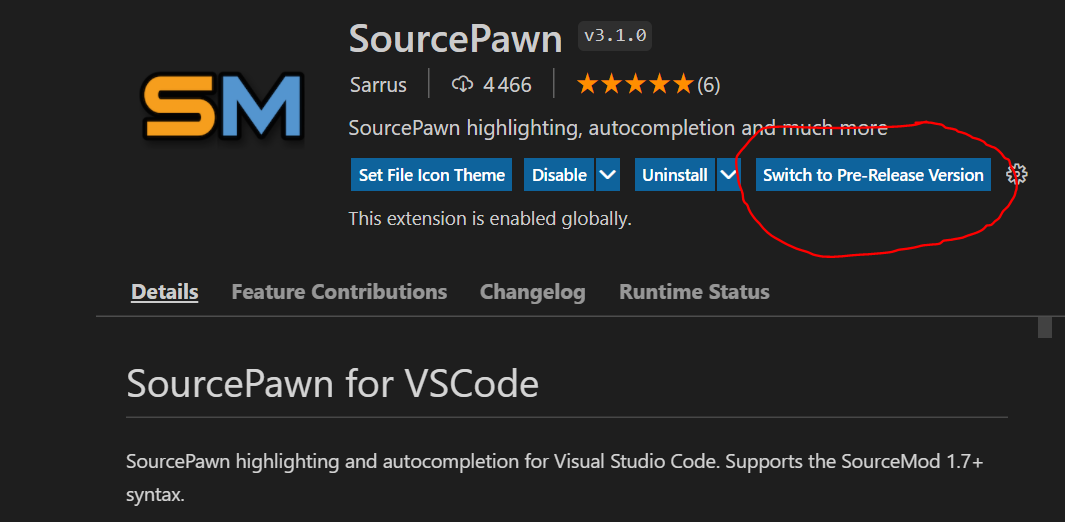 SourcePawn v3.1.0
SM
Sarrus 4 466 (6)
SourcePawn highlighting, autocompletion and much more
Set File Icon Theme Disable Uninstall Switch to Pre-Release Version
This extension is enabled globally.
Details Feature Contributions Changelog Runtime Status
SourcePawn for VSCode
SourcePawn highlighting and autocompletion for Visual Studio Code. Supports the SourceMod 1.7+
syntax.